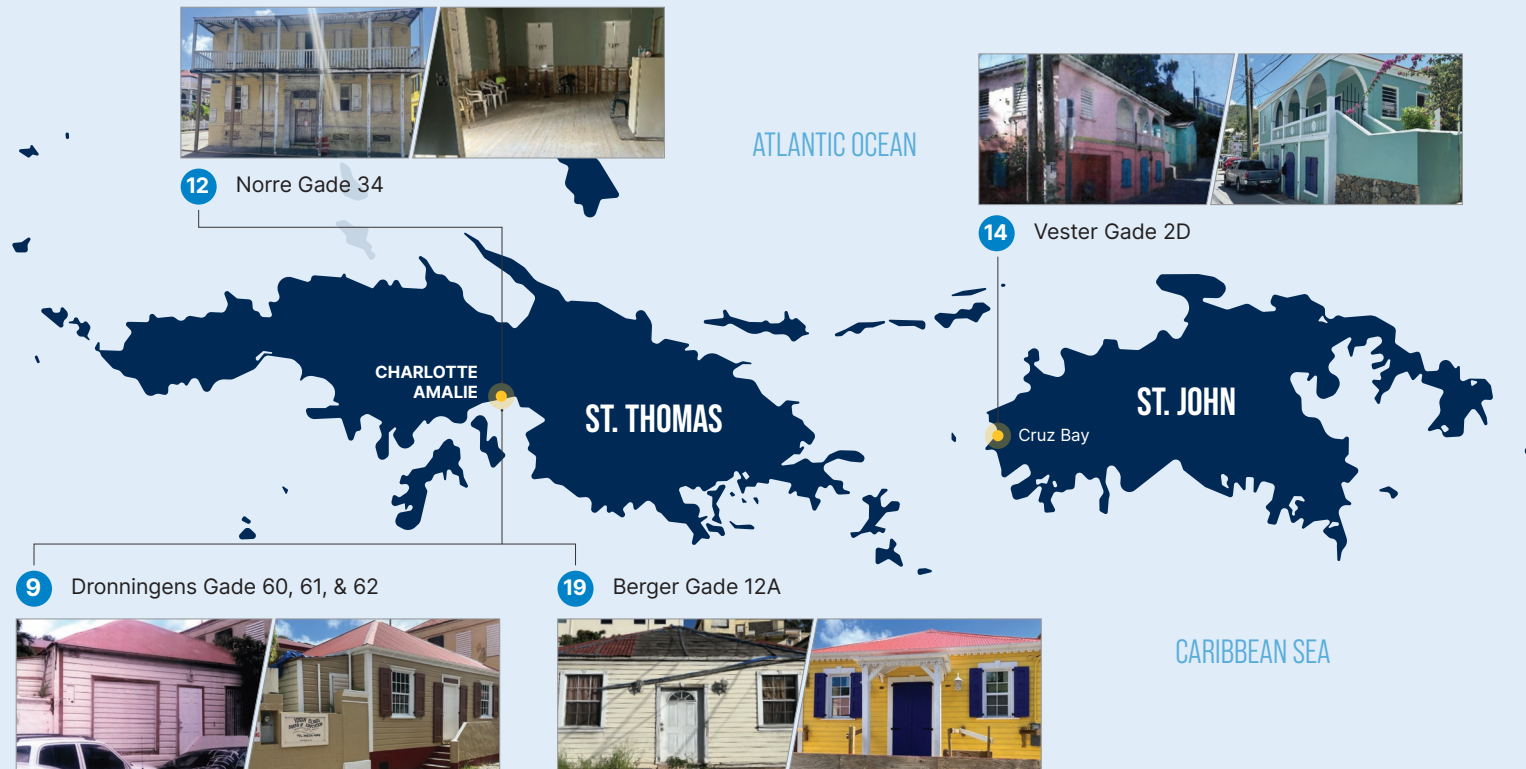 ATLANTIC OCEAN
12 Norre Gade 34
14 Vester Gade 2D
CHARLOTTE
AMALIE
ST. THOMAS
ST. JOHN
Cruz Bay
9 Dronningens Gade 60, 61, & 62
19 Berger Gade 12A
CARIBBEAN SEA